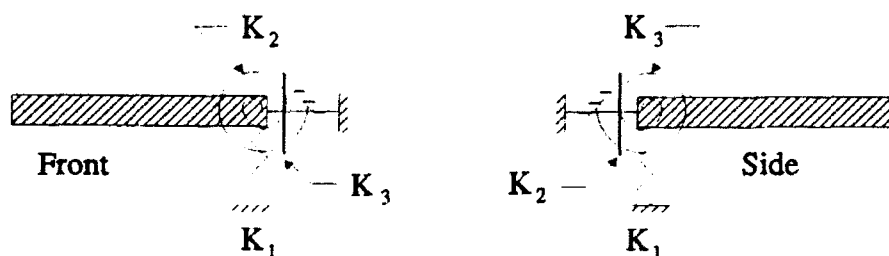 K₂ K₃
Front K₃ K₂ Side
K₁ K₁